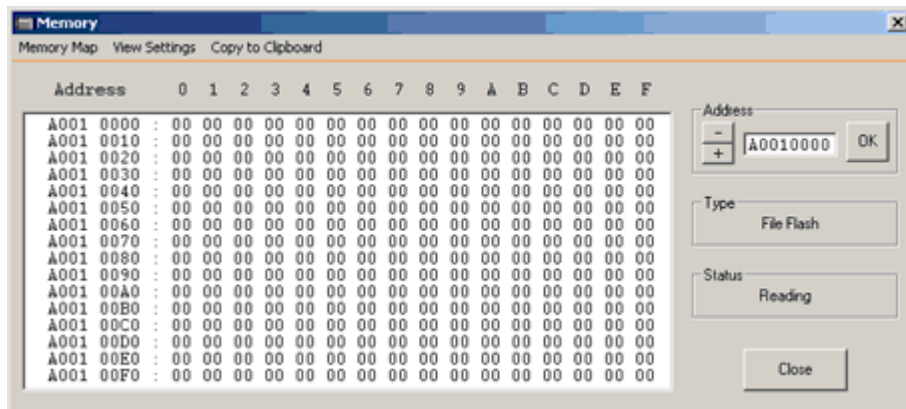 Memory
Memory Map View Settings Copy to Clipboard
Address 0 1 2 3 4 5 6 7 8 9 A B C D E F
A001 0000 : 00 00 00 00 00 00 00 00 00 00 00 00 00 00 00 00
A001 0010 : 00 00 00 00 00 00 00 00 00 00 00 00 00 00 00 00
A001 0020 : 00 00 00 00 00 00 00 00 00 00 00 00 00 00 00 00
A001 0030 : 00 00 00 00 00 00 00 00 00 00 00 00 00 00 00 00
A001 0040 : 00 00 00 00 00 00 00 00 00 00 00 00 00 00 00 00
A001 0050 : 00 00 00 00 00 00 00 00 00 00 00 00 00 00 00 00
A001 0060 : 00 00 00 00 00 00 00 00 00 00 00 00 00 00 00 00
A001 0070 : 00 00 00 00 00 00 00 00 00 00 00 00 00 00 00 00
A001 0080 : 00 00 00 00 00 00 00 00 00 00 00 00 00 00 00 00
A001 0090 : 00 00 00 00 00 00 00 00 00 00 00 00 00 00 00 00
A001 00A0 : 00 00 00 00 00 00 00 00 00 00 00 00 00 00 00 00
A001 00B0 : 00 00 00 00 00 00 00 00 00 00 00 00 00 00 00 00
A001 00C0 : 00 00 00 00 00 00 00 00 00 00 00 00 00 00 00 00
A001 00D0 : 00 00 00 00 00 00 00 00 00 00 00 00 00 00 00 00
A001 00E0 : 00 00 00 00 00 00 00 00 00 00 00 00 00 00 00 00
A001 00F0 : 00 00 00 00 00 00 00 00 00 00 00 00 00 00 00 00
Address
-
+
A0010000 OK
Type
File Flash
Status
Reading
Close